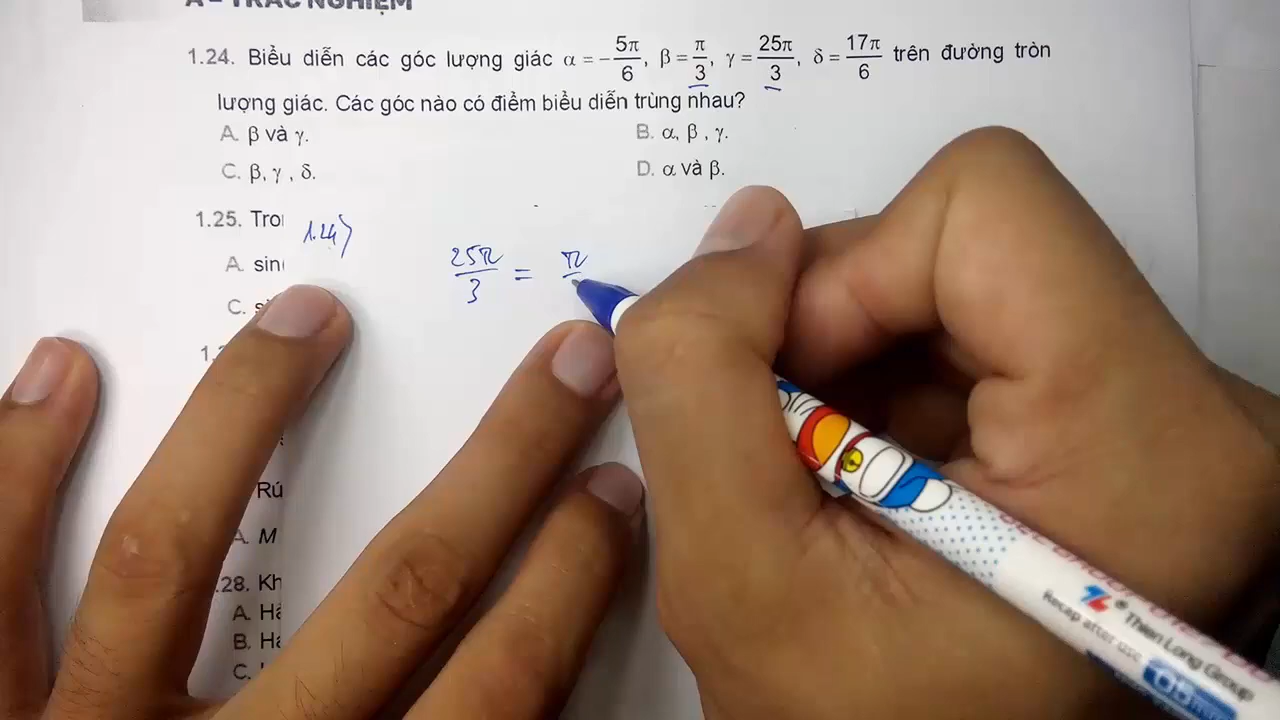 A – TRẮC NGHIỆM
1.24. Biểu diễn các góc lượng giác α = −5π/6, β = π/3, γ = 25π/3, δ = 17π/6 trên đường tròn
lượng giác. Các góc nào có điểm biểu diễn trùng nhau?
A. β và γ.
B. α, β , γ.
C. β, γ , δ.
D. α và β.
1.25. Tro
1.24)
25π/3 = π
A. sin(
C.
Rú
A. M
.28. Kh
A. Hà
B. Hà
C.
TL ® Thien Long Group
Recap after use